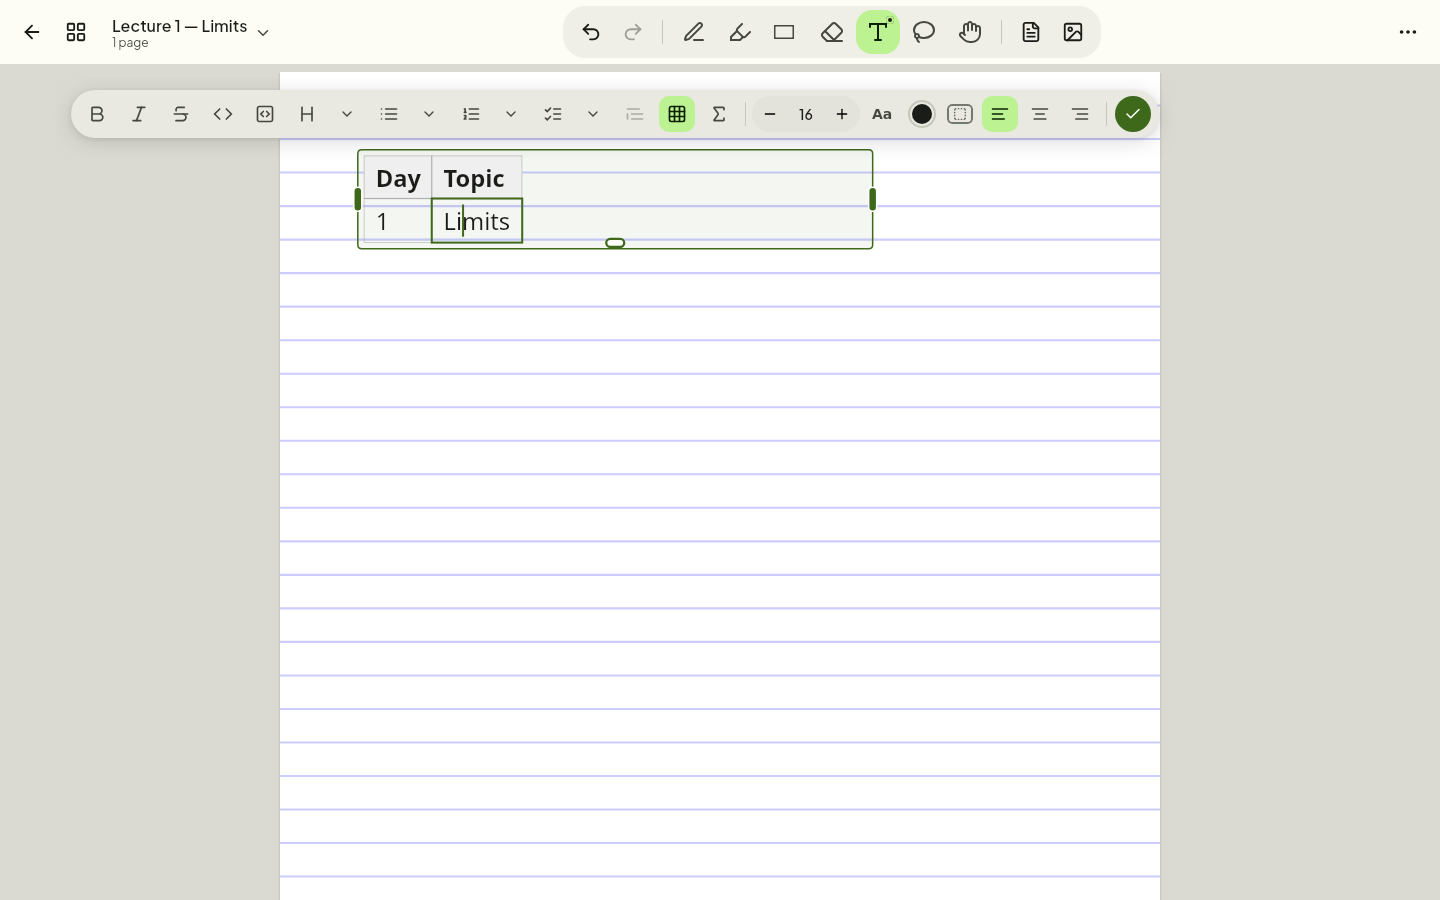 Lecture 1 — Limits
1 page
16
Aa
Day Topic
1 Limits